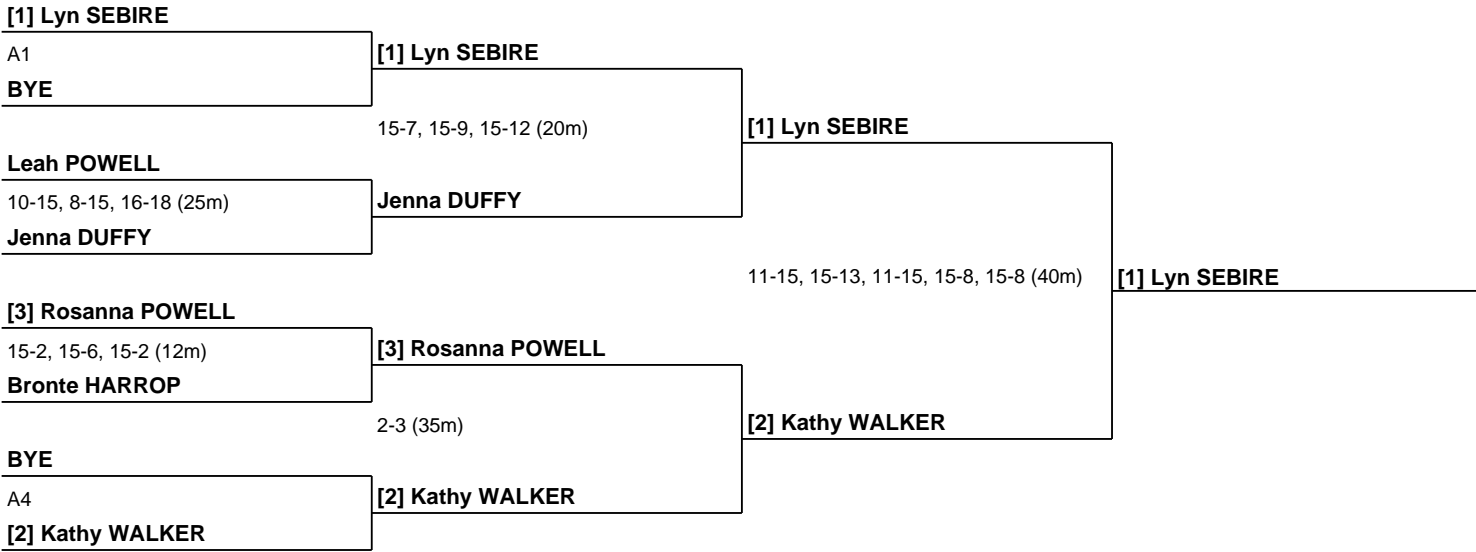 [1] Lyn SEBIRE
A1
BYE
[1] Lyn SEBIRE
15-7, 15-9, 15-12 (20m)
Leah POWELL
10-15, 8-15, 16-18 (25m)
Jenna DUFFY
Jenna DUFFY
[1] Lyn SEBIRE
11-15, 15-13, 11-15, 15-8, 15-8 (40m)
[1] Lyn SEBIRE
[3] Rosanna POWELL
15-2, 15-6, 15-2 (12m)
Bronte HARROP
[3] Rosanna POWELL
2-3 (35m)
[2] Kathy WALKER
BYE
A4
[2] Kathy WALKER
[2] Kathy WALKER